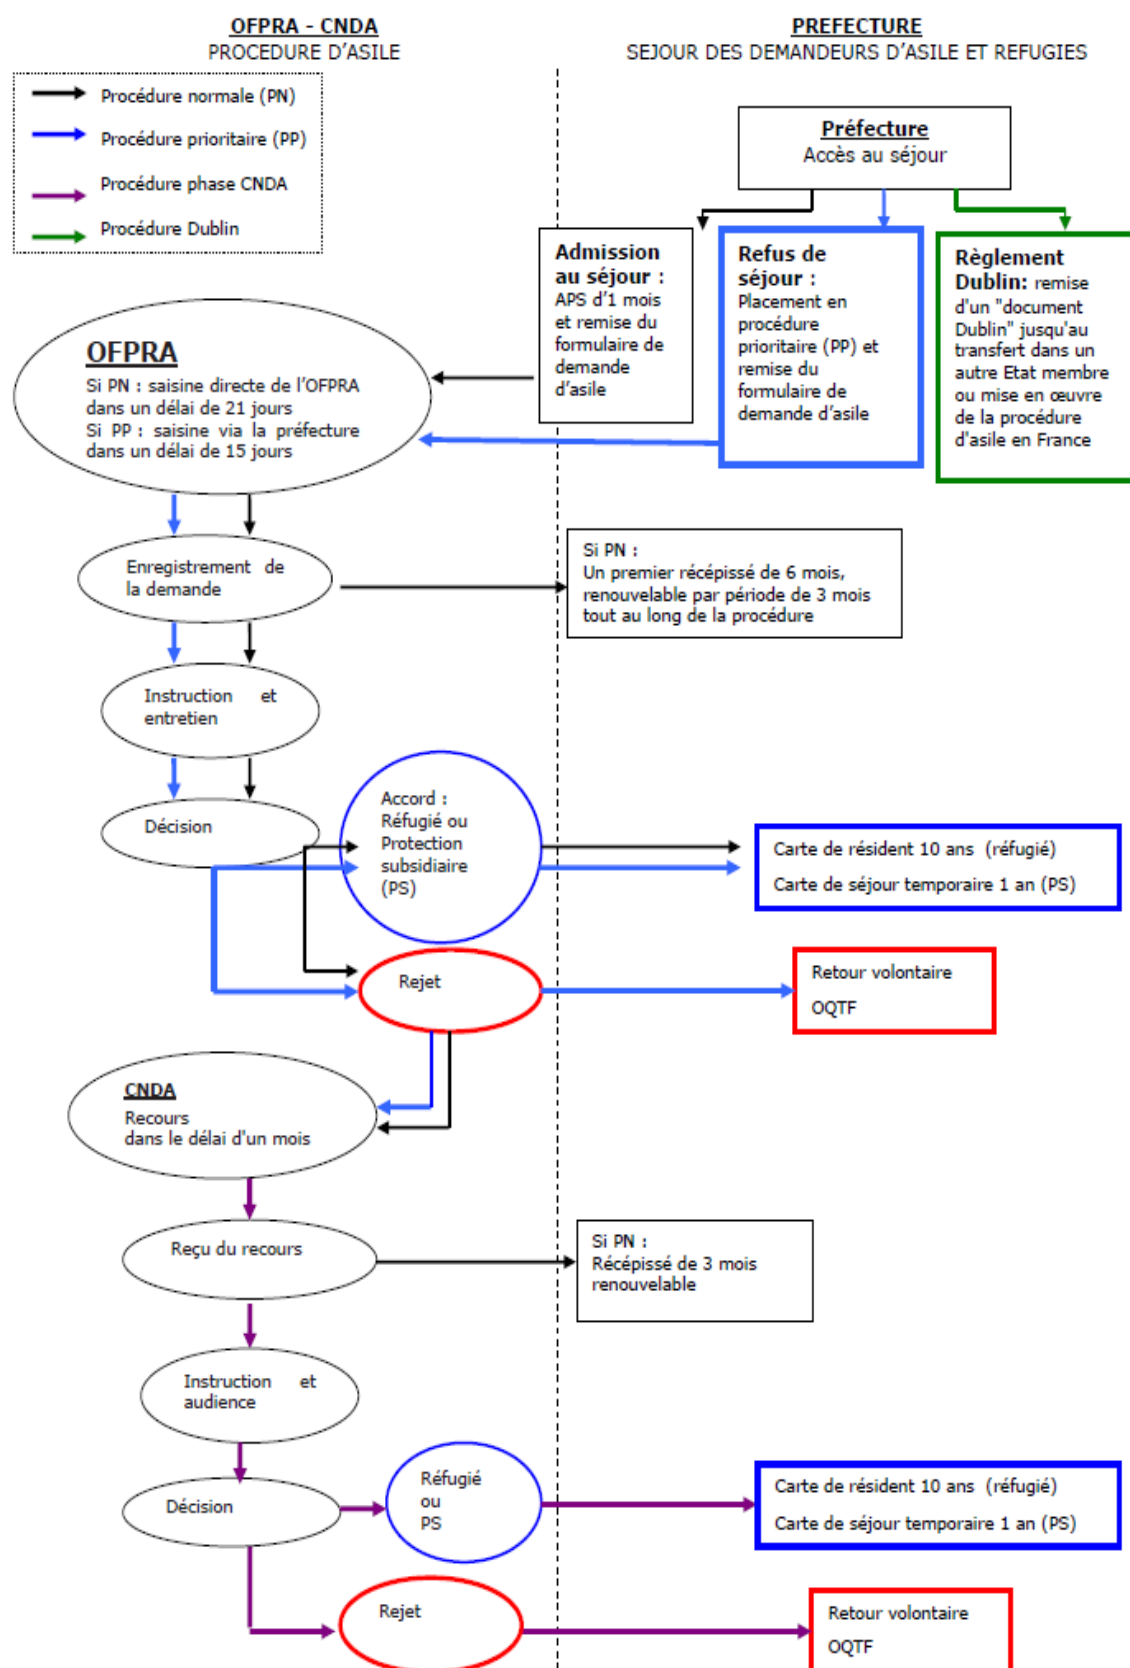 OFPRA - CNDA
PROCEDURE D'ASILE
PREFECTURE
SEJOUR DES DEMANDEURS D'ASILE ET REFUGIES
Procédure normale (PN)
Procédure prioritaire (PP)
Procédure phase CNDA
Procédure Dublin
Préfecture
Accès au séjour
Admission
au séjour :
APS d'1 mois
et remise du
formulaire de
demande
d'asile
Refus de
séjour :
Placement en
procédure
prioritaire (PP) et
remise du
formulaire de
demande d'asile
Règlement
Dublin: remise
d'un "document
Dublin" jusqu'au
transfert dans un
autre Etat membre
ou mise en œuvre
de la procédure
d'asile en France
OFPRA
Si PN : saisine directe de l'OFPRA
dans un délai de 21 jours
Si PP : saisine via la préfecture
dans un délai de 15 jours
Enregistrement de
la demande
Si PN :
Un premier récépissé de 6 mois,
renouvelable par période de 3 mois
tout au long de la procédure
Instruction et
entretien
Décision
Accord :
Réfugié ou
Protection
subsidiaire
(PS)
Carte de résident 10 ans (réfugié)
Carte de séjour temporaire 1 an (PS)
Rejet
Retour volontaire
OQTF
CNDA
Recours
dans le délai d'un mois
Reçu du recours
Si PN :
Récépissé de 3 mois
renouvelable
Instruction et
audience
Décision
Réfugié
ou
PS
Carte de résident 10 ans (réfugié)
Carte de séjour temporaire 1 an (PS)
Rejet
Retour volontaire
OQTF